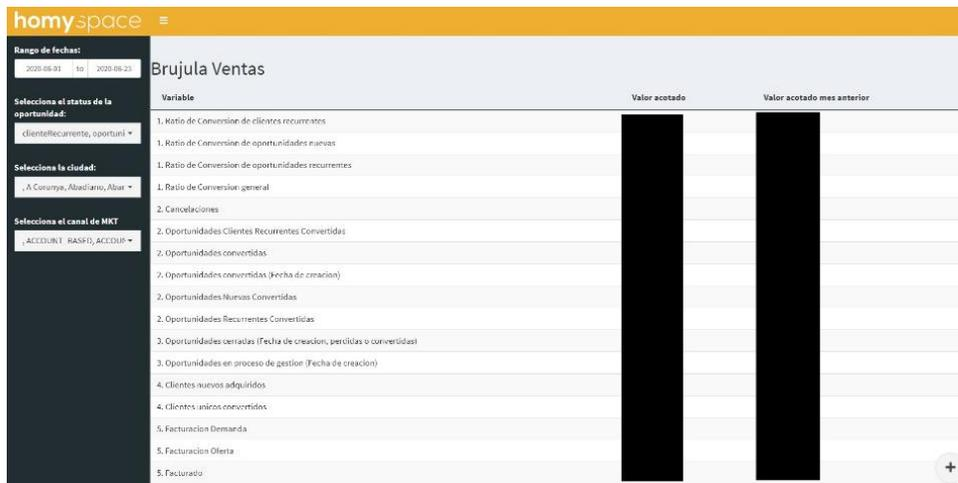 homyspace
Rango de fechas:
2020-06-01 to 2020-06-23
Selecciona el status de la
oportunidad:
clienteRecurrente, oportuni
Selecciona la ciudad:
, A Corunya, Abadiano, Abar
Selecciona el canal de MKT
, ACCOUNT_BASED, ACCOUN
Brujula Ventas
Variable Valor acotado Valor acotado mes anterior
1. Ratio de Conversion de clientes recurrentes
1. Ratio de Conversion de oportunidades nuevas
1. Ratio de Conversion de oportunidades recurrentes
1. Ratio de Conversion general
2. Cancelaciones
2. Oportunidades Clientes Recurrentes Convertidas
2. Oportunidades convertidas
2. Oportunidades convertidas (Fecha de creacion)
2. Oportunidades Nuevas Convertidas
2. Oportunidades Recurrentes Convertidas
3. Oportunidades cerradas (Fecha de creacion, perdidas o convertidas)
3. Oportunidades en proceso de gestion (Fecha de creacion)
4. Clientes nuevos adquiridos
4. Clientes unicos convertidos
5. Facturacion Demanda
5. Facturacion Oferta
5. Facturado